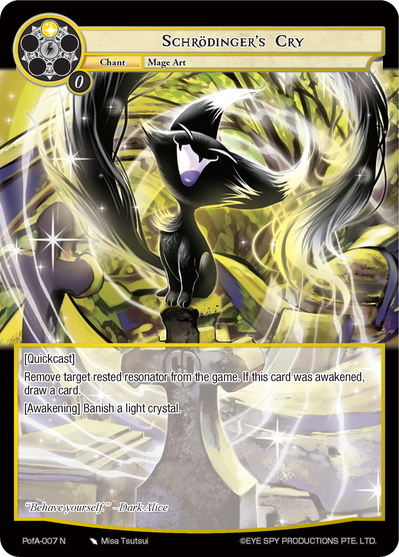 Schrödinger's Cry
Chant Mage Art
0
[Quickcast]
Remove target rested resonator from the game. If this card was awakened,
draw a card.
[Awakening] Banish a light crystal.
"Behave yourself." –Dark Alice
PofA-007 N Misa Tsutsui ©EYE SPY PRODUCTIONS PTE. LTD.